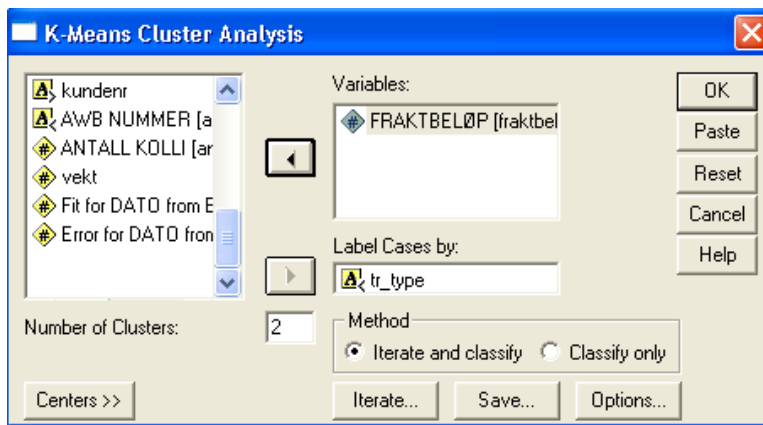 K-Means Cluster Analysis
kundenr
AWB NUMMER [a
ANTALL KOLLI [ar
vekt
Fit for DATO from E
Error for DATO fron
Number of Clusters:
2
Centers >>
Variables:
FRAKTBELØP [fraktbel
Label Cases by:
tr_type
Method
Iterate and classify
Classify only
Iterate...
Save...
Options...
OK
Paste
Reset
Cancel
Help